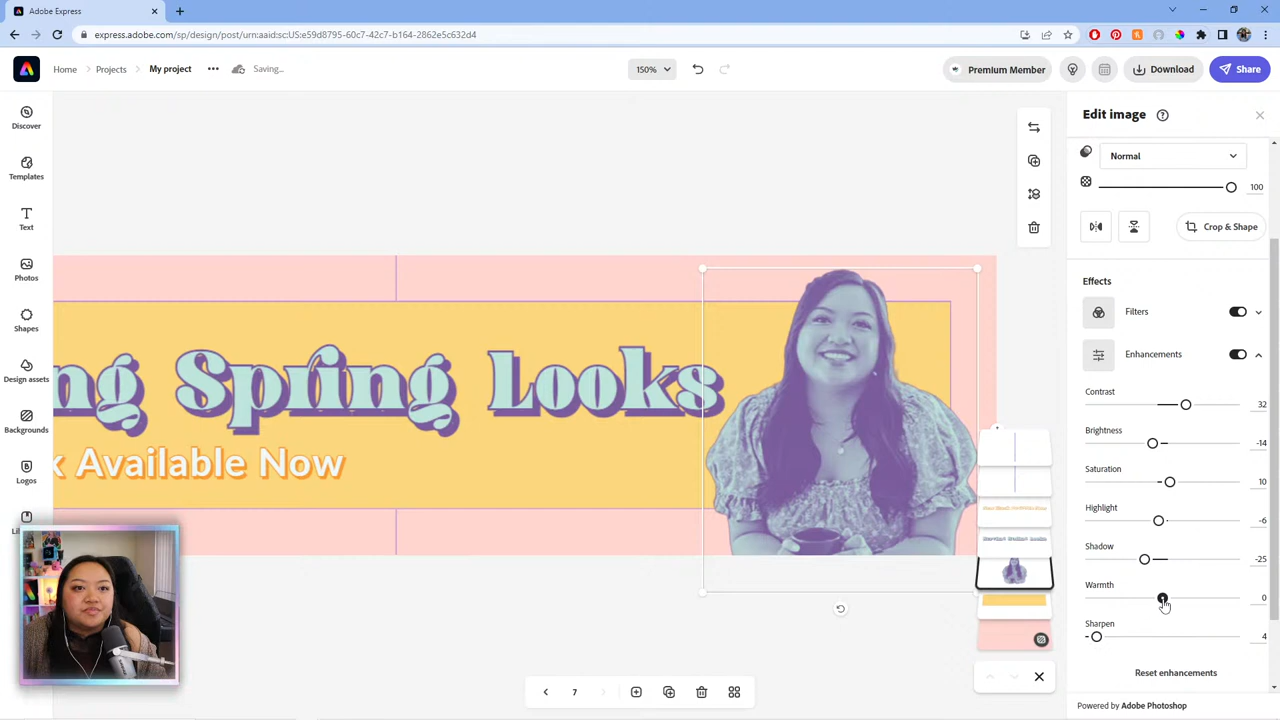 Adobe Express
express.adobe.com/sp/design/post/urn:aaid:sc:US:e59d8795-60c7-42c7-b164-2862e5c632d4
Home
Projects
My project
Saving...
150%
Premium Member
Download
Share
Discover
Templates
Text
Photos
Shapes
Design assets
Backgrounds
Logos
ng Spring Looks
Available Now
Edit image
Normal
100
Crop & Shape
Effects
Filters
Enhancements
Contrast
32
Brightness
-14
Saturation
10
Highlight
-6
Shadow
-25
Warmth
0
Sharpen
4
Reset enhancements
Powered by Adobe Photoshop
7